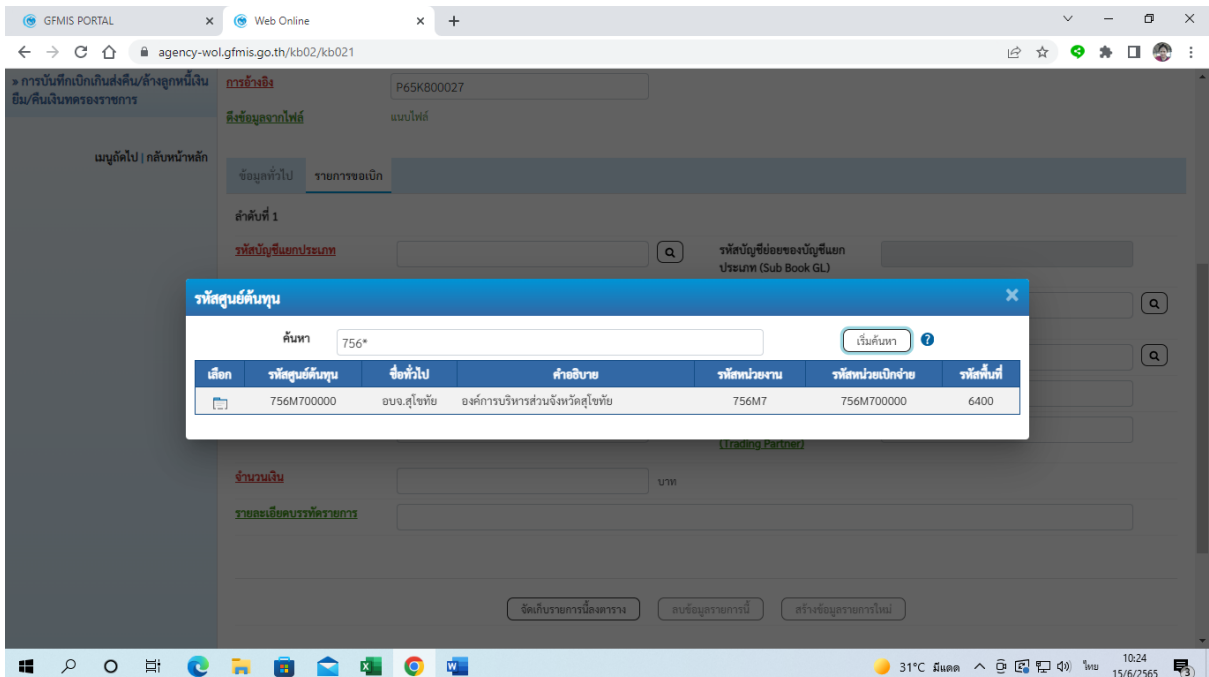 GFMIS PORTAL
Web Online
agency-wol.gfmis.go.th/kb02/kb021
» การบันทึกเบิกเกินส่งคืน/ล้างลูกหนี้เงิน
ยืม/คืนเงินทดรองราชการ
เมนูถัดไป | กลับหน้าหลัก
การอ้างอิง
P65K800027
ดึงข้อมูลจากไฟล์
แนบไฟล์
ข้อมูลทั่วไป
รายการขอเบิก
ลำดับที่ 1
รหัสบัญชีแยกประเภท
รหัสบัญชีย่อยของบัญชีแยก
ประเภท (Sub Book GL)
รหัสศูนย์ต้นทุน
ค้นหา
756*
เริ่มค้นหา
เลือก รหัสศูนย์ต้นทุน ชื่อทั่วไป คำอธิบาย รหัสหน่วยงาน รหัสหน่วยเบิกจ่าย รหัสพื้นที่
756M700000 อบจ.สุโขทัย องค์การบริหารส่วนจังหวัดสุโขทัย 756M7 756M700000 6400
(Trading Partner)
จำนวนเงิน
บาท
รายละเอียดบรรทัดรายการ
จัดเก็บรายการนี้ลงตาราง
ลบข้อมูลรายการนี้
สร้างข้อมูลรายการใหม่
31°C มีแดด
ไทย
10:24
15/6/2565
3